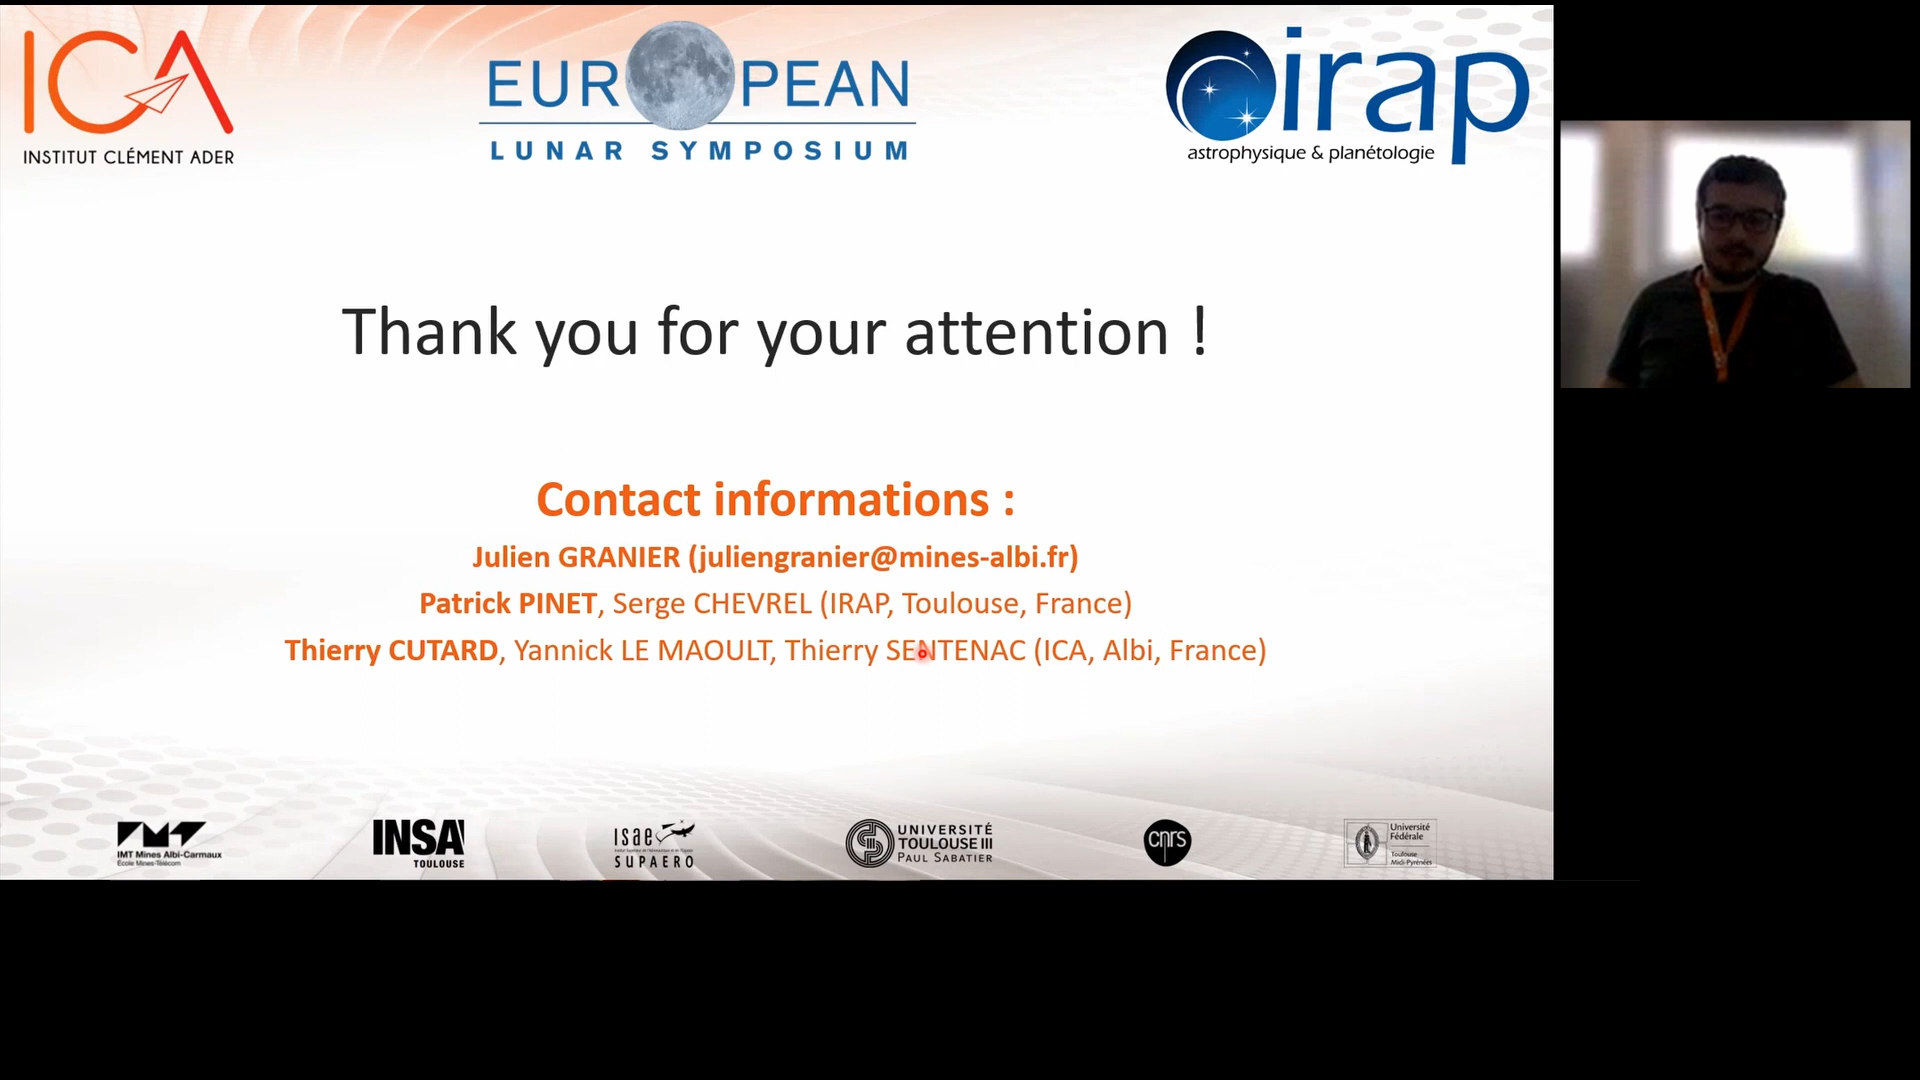 ICA
INSTITUT CLÉMENT ADER
EUROPEAN
LUNAR SYMPOSIUM
irap
astrophysique & planétologie
Thank you for your attention !
Contact informations :
Julien GRANIER (juliengranier@mines-albi.fr)
Patrick PINET, Serge CHEVREL (IRAP, Toulouse, France)
Thierry CUTARD, Yannick LE MAOULT, Thierry SENTENAC (ICA, Albi, France)
IMT Mines Albi-Carmaux
École Mines-Télécom
INSA
TOULOUSE
isae
SUPAERO
UNIVERSITÉ
TOULOUSE III
PAUL SABATIER
cnrs
Université
Fédérale
Toulouse
Midi-Pyrénées